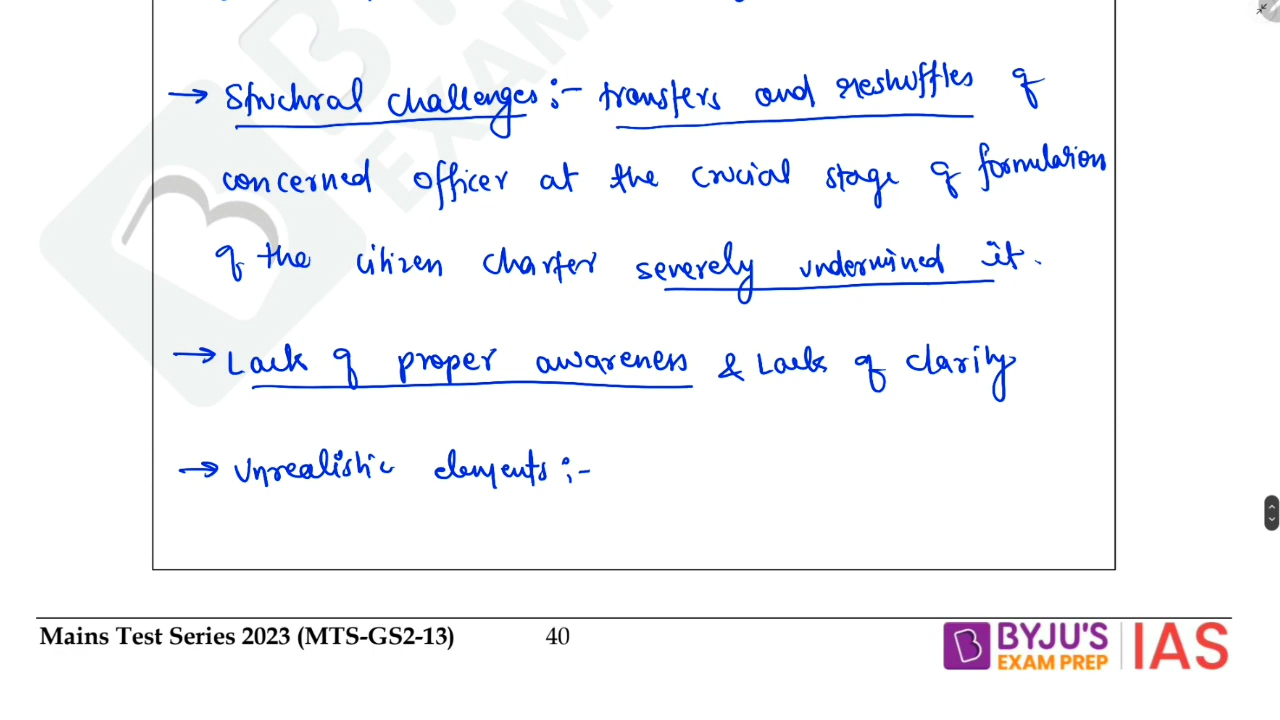 → Structural challenges :- transfers and reshuffles of
concerned officer at the crucial stage of formulation
of the citizen charter severely undermined it.
→ Lack of proper awareness & Lack of clarity
→ Unrealistic elements :-
Mains Test Series 2023 (MTS-GS2-13) 40
BYJU'S IAS
EXAM PREP